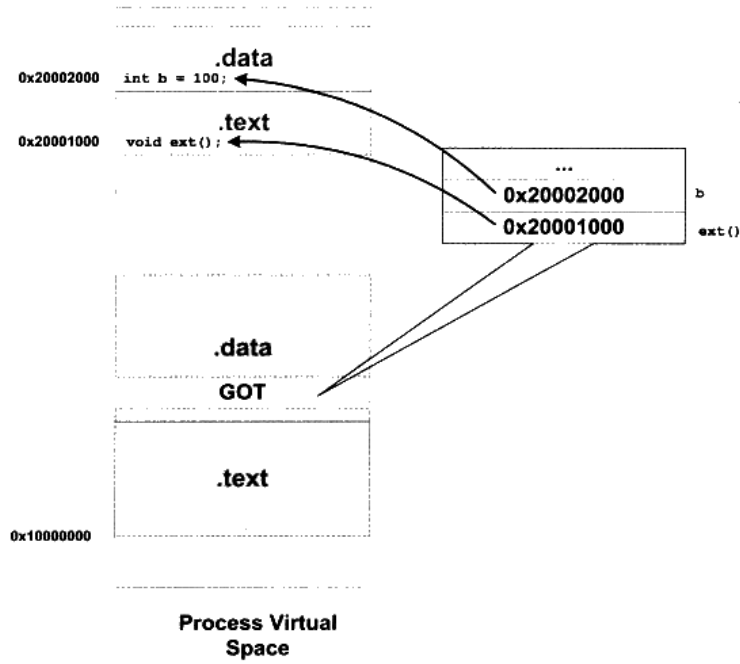 .data
0x20002000 int b = 100;
.text
0x20001000 void ext();
...
0x20002000 b
0x20001000 ext()
.data
GOT
.text
0x10000000
Process Virtual
Space